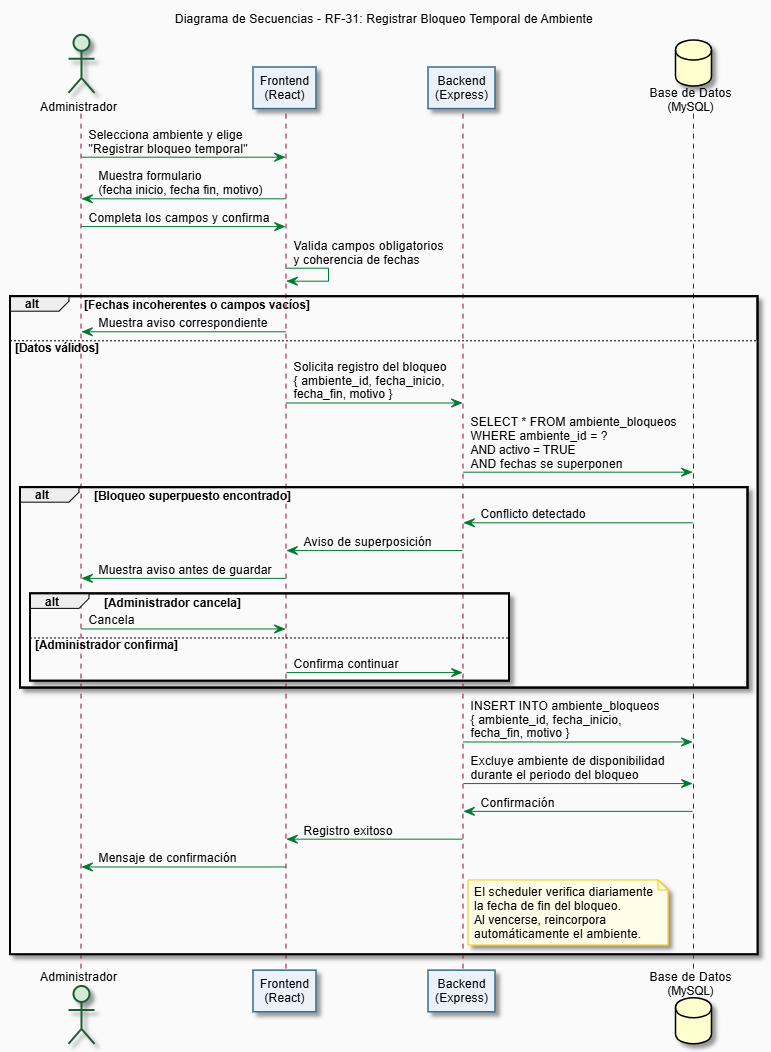 Diagrama de Secuencias - RF-31: Registrar Bloqueo Temporal de Ambiente
Administrador
Frontend
(React)
Backend
(Express)
Base de Datos
(MySQL)
Selecciona ambiente y elige
"Registrar bloqueo temporal"
Muestra formulario
(fecha inicio, fecha fin, motivo)
Completa los campos y confirma
Valida campos obligatorios
y coherencia de fechas
alt
[Fechas incoherentes o campos vacíos]
Muestra aviso correspondiente
[Datos válidos]
Solicita registro del bloqueo
{ ambiente_id, fecha_inicio,
fecha_fin, motivo }
SELECT * FROM ambiente_bloqueos
WHERE ambiente_id = ?
AND activo = TRUE
AND fechas se superponen
alt
[Bloqueo superpuesto encontrado]
Conflicto detectado
Aviso de superposición
Muestra aviso antes de guardar
alt
[Administrador cancela]
Cancela
[Administrador confirma]
Confirma continuar
INSERT INTO ambiente_bloqueos
{ ambiente_id, fecha_inicio,
fecha_fin, motivo }
Excluye ambiente de disponibilidad
durante el periodo del bloqueo
Confirmación
Registro exitoso
Mensaje de confirmación
El scheduler verifica diariamente
la fecha de fin del bloqueo.
Al vencerse, reincorpora
automáticamente el ambiente.
Administrador
Frontend
(React)
Backend
(Express)
Base de Datos
(MySQL)